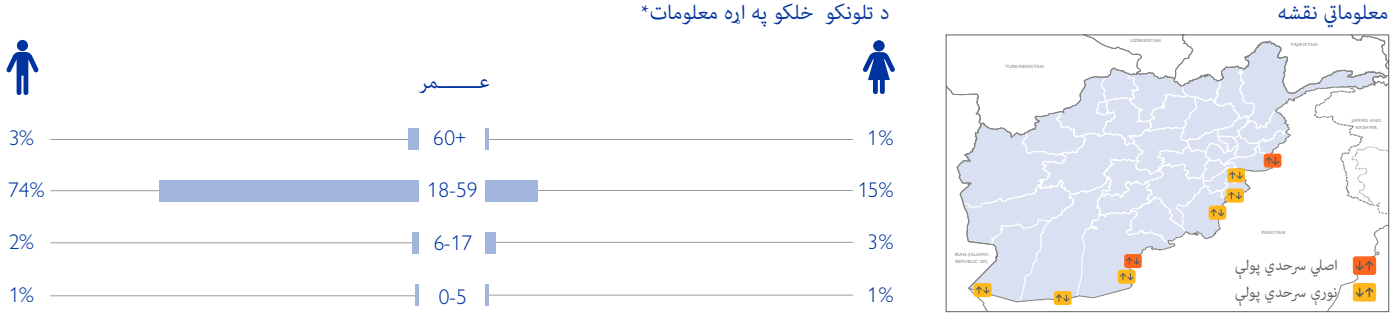 معلوماتي نقشه
UZBEKISTAN
TAJIKISTAN
TURKMENISTAN
JAMMU AND
KASHMIR
PAKISTAN
IRAN (ISLAMIC
REPUBLIC OF)
اصلي سرحدي پولې
نورې سرحدي پولې
د تلونکو خلکو په اړه معلومات*
عـــــــمر
3% 60+ 1%
74% 18-59 15%
2% 6-17 3%
1% 0-5 1%